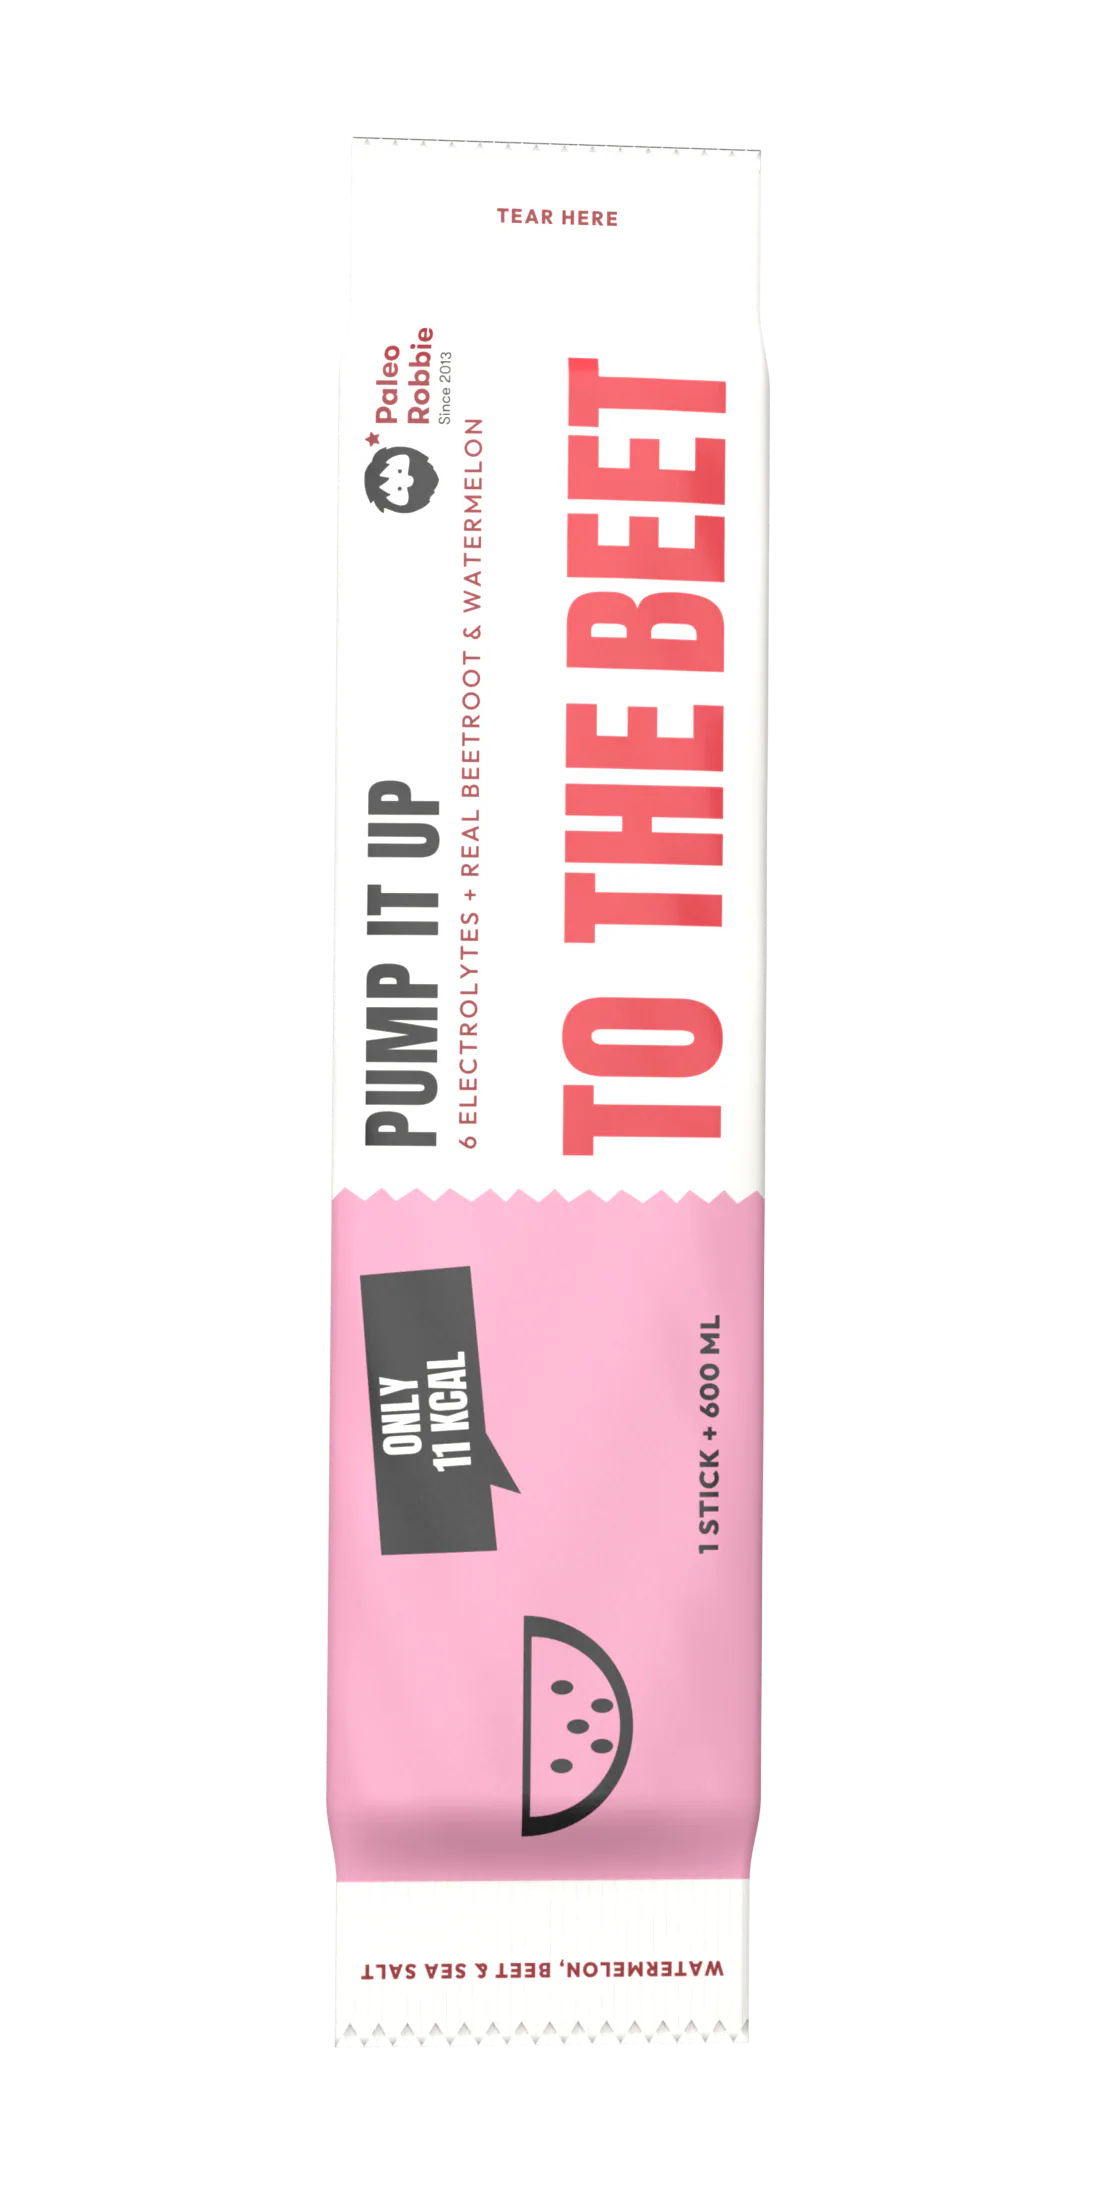 TEAR HERE
Paleo
Robbie
Since 2013
PUMP IT UP
6 ELECTROLYTES + REAL BEETROOT & WATERMELON
TO THE BEET
ONLY
11 KCAL
1 STICK + 600 ML
WATERMELON, BEET & SEA SALT